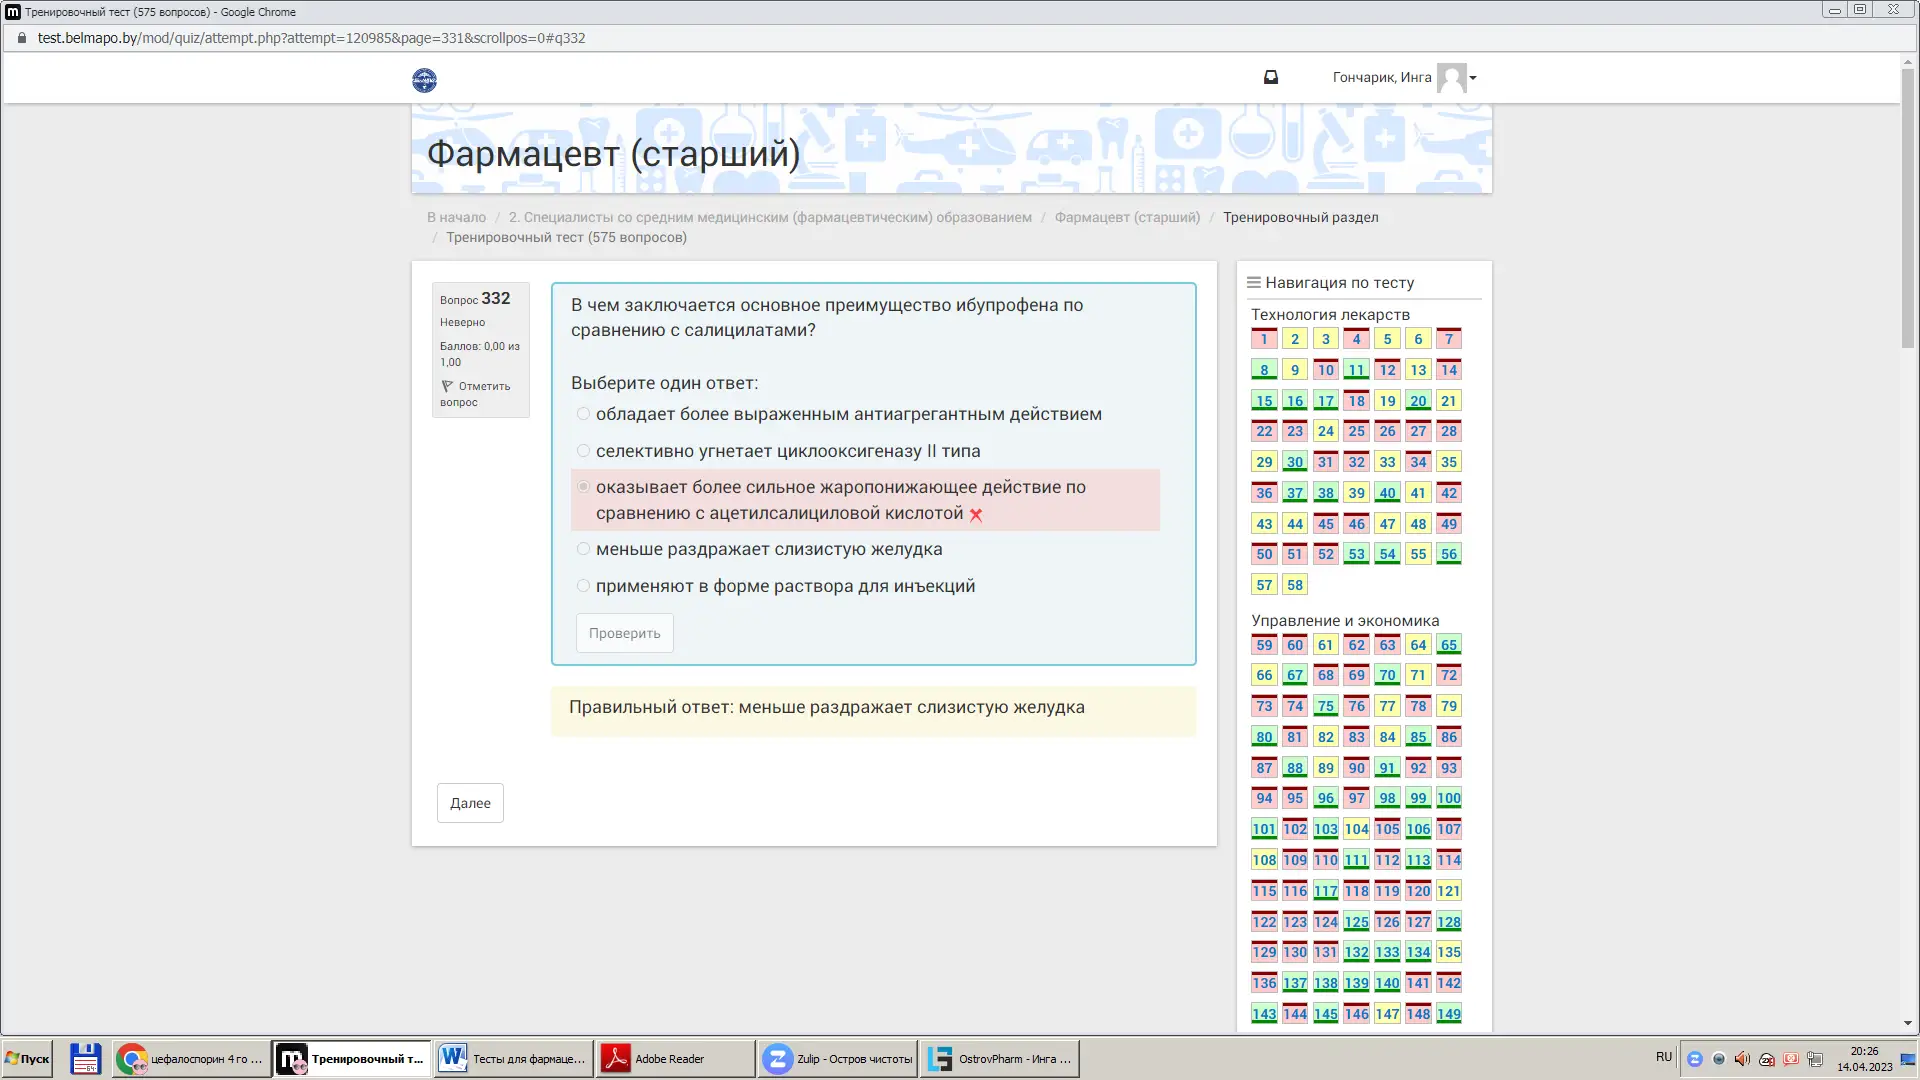 Тренировочный тест (575 вопросов) - Google Chrome
test.belmapo.by/mod/quiz/attempt.php?attempt=120985&page=331&scrollpos=0#q332
Гончарик, Инга
Фармацевт (старший)
В начало / 2. Специалисты со средним медицинским (фармацевтическим) образованием / Фармацевт (старший) / Тренировочный раздел
/ Тренировочный тест (575 вопросов)
Вопрос 332
Неверно
Баллов: 0,00 из
1,00
Отметить
вопрос
В чем заключается основное преимущество ибупрофена по
сравнению с салицилатами?
Выберите один ответ:
обладает более выраженным антиагрегантным действием
селективно угнетает циклооксигеназу II типа
оказывает более сильное жаропонижающее действие по
сравнению с ацетилсалициловой кислотой
меньше раздражает слизистую желудка
применяют в форме раствора для инъекций
Проверить
Правильный ответ: меньше раздражает слизистую желудка
Далее
Навигация по тесту
Технология лекарств
1 2 3 4 5 6 7
8 9 10 11 12 13 14
15 16 17 18 19 20 21
22 23 24 25 26 27 28
29 30 31 32 33 34 35
36 37 38 39 40 41 42
43 44 45 46 47 48 49
50 51 52 53 54 55 56
57 58
Управление и экономика
59 60 61 62 63 64 65
66 67 68 69 70 71 72
73 74 75 76 77 78 79
80 81 82 83 84 85 86
87 88 89 90 91 92 93
94 95 96 97 98 99 100
101 102 103 104 105 106 107
108 109 110 111 112 113 114
115 116 117 118 119 120 121
122 123 124 125 126 127 128
129 130 131 132 133 134 135
136 137 138 139 140 141 142
143 144 145 146 147 148 149
Пуск
цефалоспорин 4 го ...
Тренировочный т...
Тесты для фармаце...
Adobe Reader
Zulip - Остров чистоты
OstrovPharm - Инга ...
RU
20:26
14.04.2023